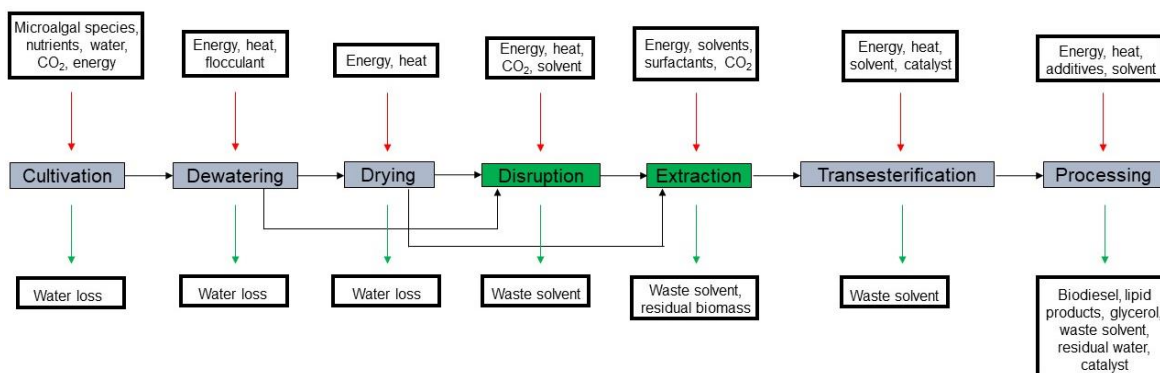 Microalgal species,
nutrients, water,
CO2, energy
Energy, heat,
flocculant
Energy, heat
Energy, heat,
CO2, solvent
Energy, solvents,
surfactants, CO2
Energy, heat,
solvent, catalyst
Energy, heat,
additives, solvent
Cultivation
Dewatering
Drying
Disruption
Extraction
Transesterification
Processing
Water loss
Water loss
Water loss
Waste solvent
Waste solvent,
residual biomass
Waste solvent
Biodiesel, lipid
products, glycerol,
waste solvent,
residual water,
catalyst